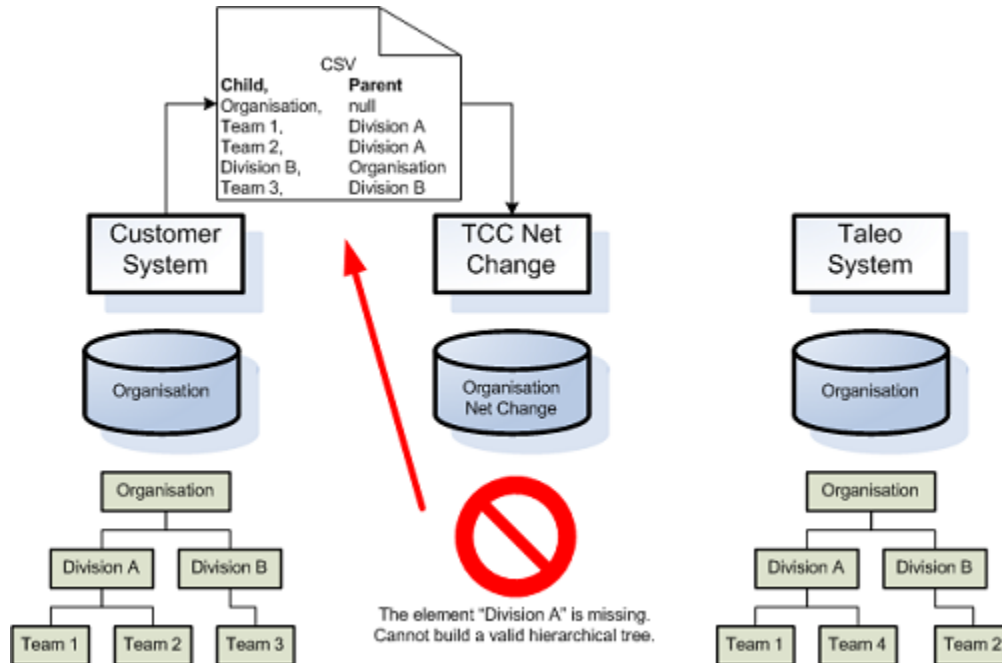 CSV
Child, Parent
Organisation, null
Team 1, Division A
Team 2, Division A
Division B, Organisation
Team 3, Division B
Customer
System
TCC Net
Change
Taleo
System
Organisation
Organisation
Net Change
Organisation
Organisation
Division A
Division B
Team 1
Team 2
Team 3
The element "Division A" is missing.
Cannot build a valid hierarchical tree.
Organisation
Division A
Division B
Team 1
Team 4
Team 2